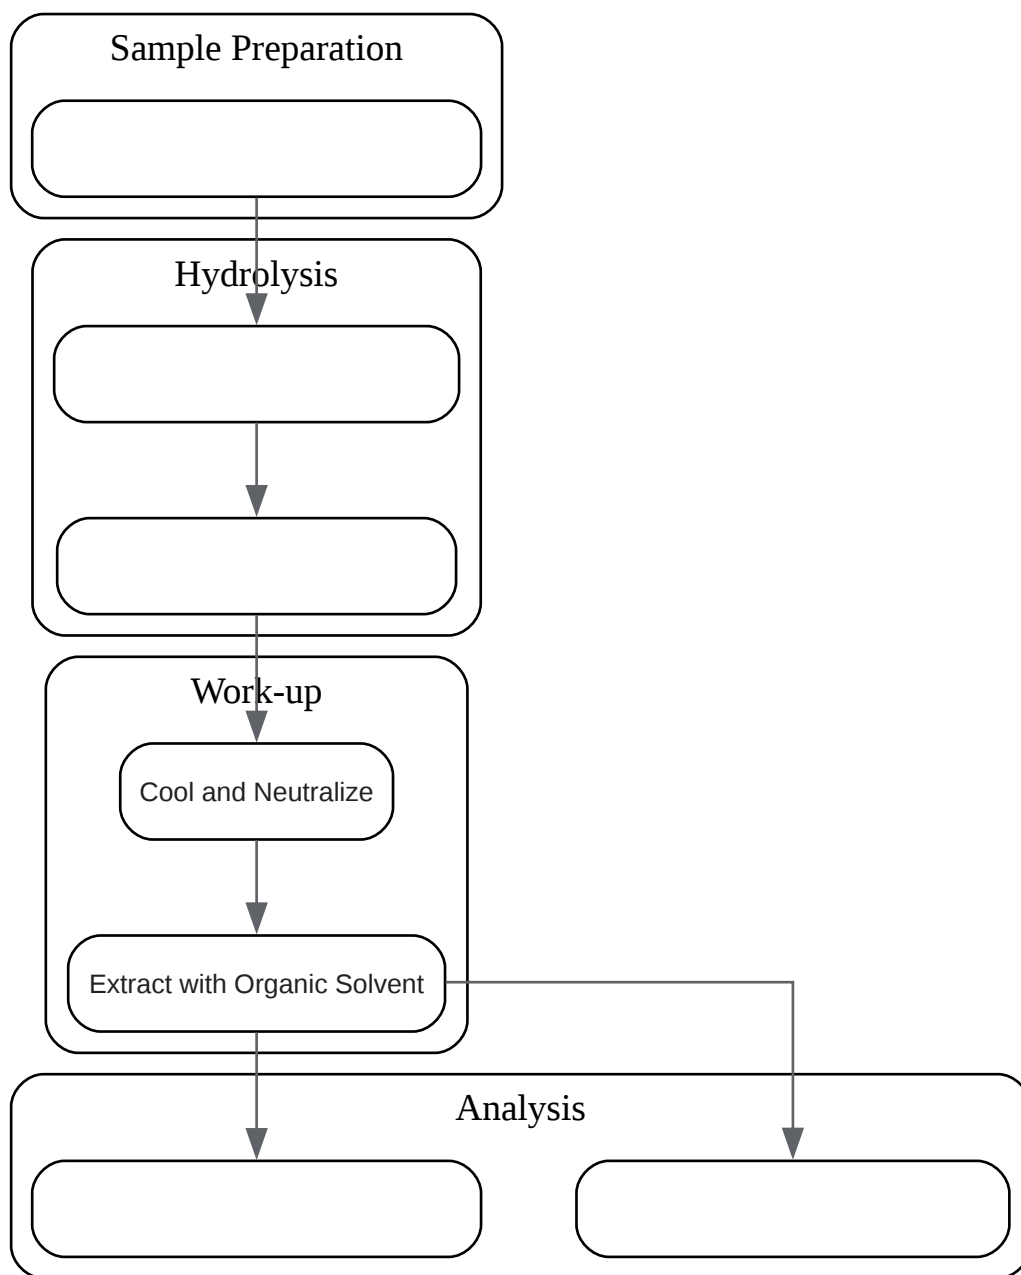 Sample Preparation
Hydrolysis
Work-up
Cool and Neutralize
Extract with Organic Solvent
Analysis